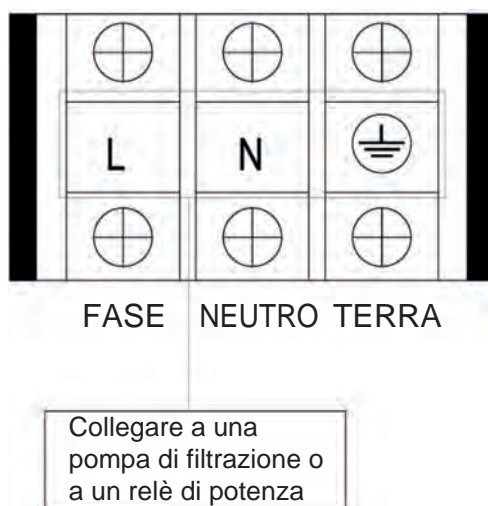 L N
FASE NEUTRO TERRA
Collegare a una
pompa di filtrazione o
a un relè di potenza